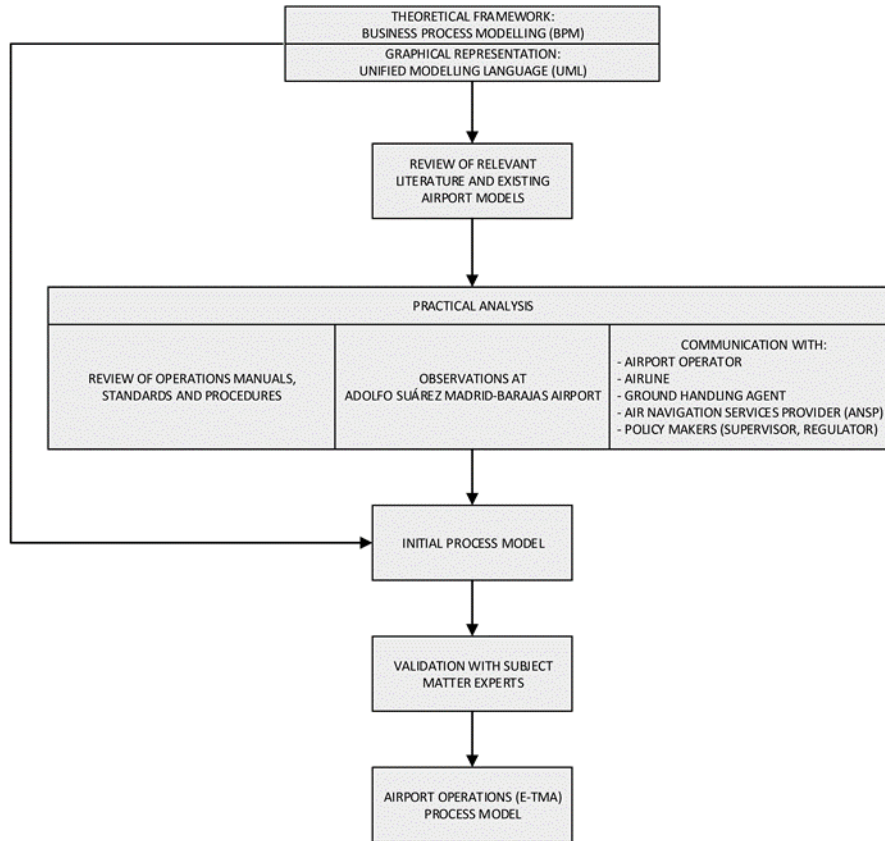 THEORETICAL FRAMEWORK:
BUSINESS PROCESS MODELLING (BPM)
GRAPHICAL REPRESENTATION:
UNIFIED MODELLING LANGUAGE (UML)
REVIEW OF RELEVANT
LITERATURE AND EXISTING
AIRPORT MODELS
PRACTICAL ANALYSIS
REVIEW OF OPERATIONS MANUALS,
STANDARDS AND PROCEDURES
OBSERVATIONS AT
ADOLFO SUÁREZ MADRID-BARAJAS AIRPORT
COMMUNICATION WITH:
- AIRPORT OPERATOR
- AIRLINE
- GROUND HANDLING AGENT
- AIR NAVIGATION SERVICES PROVIDER (ANSP)
- POLICY MAKERS (SUPERVISOR, REGULATOR)
INITIAL PROCESS MODEL
VALIDATION WITH SUBJECT
MATTER EXPERTS
AIRPORT OPERATIONS (E-TMA)
PROCESS MODEL